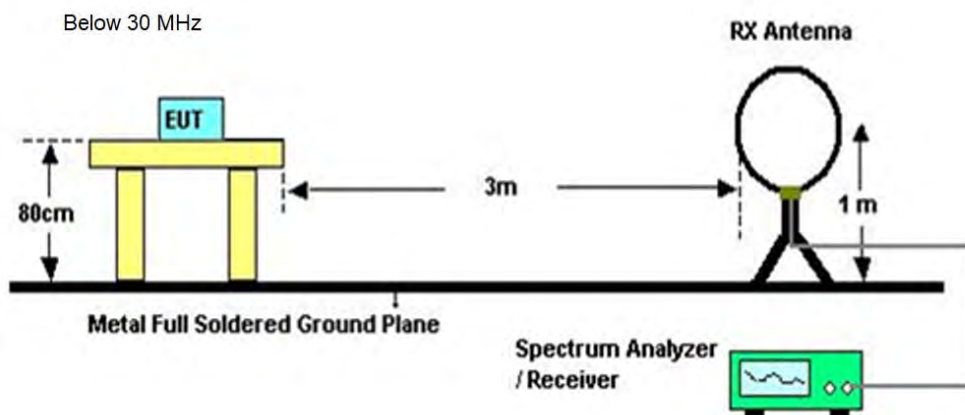 Below 30 MHz
RX Antenna
EUT
3m
80cm
1 m
Metal Full Soldered Ground Plane
Spectrum Analyzer
/ Receiver